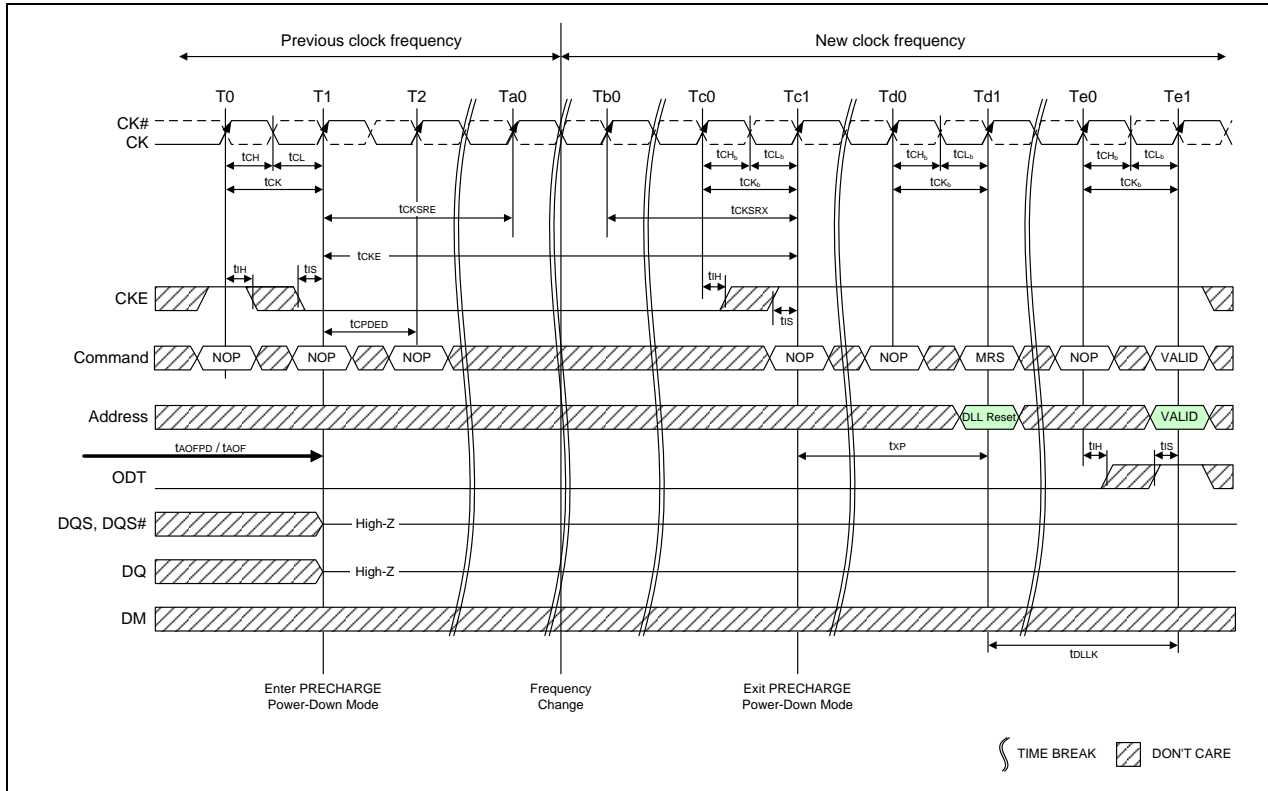 Previous clock frequency New clock frequency
T0 T1 T2 Ta0 Tb0 Tc0 Tc1 Td0 Td1 Te0 Te1
CK#
CK
tCH tCL tCHb tCLb tCHb tCLb tCHb tCLb
tCK tCKb tCKb tCKb
tCKSRE tCKSRX
tCKE
tIH tIS tIH
CKE
tIS
tCPDED
Command NOP NOP NOP NOP NOP MRS NOP VALID
Address DLL Reset VALID
tAOFPD / tAOF tXP tIH tIS
ODT
DQS, DQS# High-Z
DQ High-Z
DM
tDLLK
Enter PRECHARGE
Power-Down Mode
Frequency
Change
Exit PRECHARGE
Power-Down Mode
TIME BREAK DON'T CARE